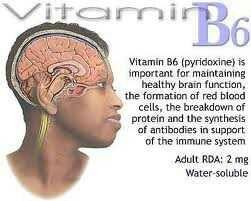 Vitamin B6
Vitamin B6 (pyridoxine) is
important for maintaining
healthy brain function,
the formation of red blood
cells, the breakdown of
protein and the synthesis
of antibodies in support
of the immune system
Adult RDA: 2 mg
Water-soluble